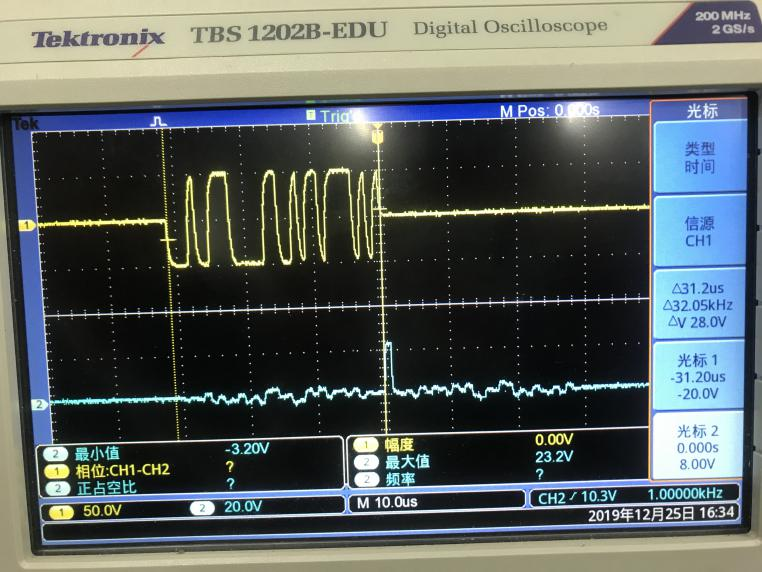 Tektronix TBS 1202B-EDU Digital Oscilloscope 200 MHz
2 GS/s
Tek Trig'd M Pos: 0.000s 光标
类型
时间
信源
CH1
△31.2us
△32.05kHz
△V 28.0V
光标 1
-31.20us
-20.0V
光标 2
0.000s
8.00V
1
2
2 最小值 -3.20V
1 相位:CH1-CH2 ?
2 正占空比 ?
1 幅度 0.00V
2 最大值 23.2V
2 频率 ?
1 50.0V 2 20.0V M 10.0us CH2 ∕ 10.3V 1.00000kHz
2019年12月25日 16:34